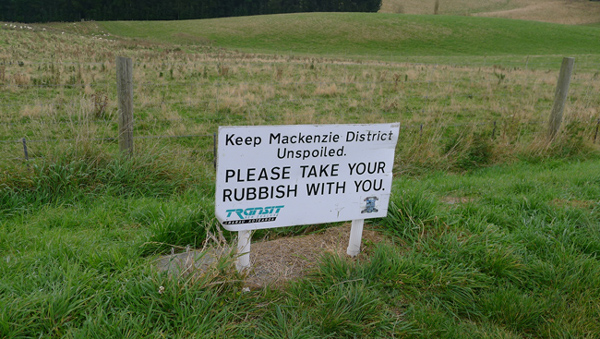 Keep Mackenzie District
Unspoiled.
PLEASE TAKE YOUR
RUBBISH WITH YOU.
TRANSIT